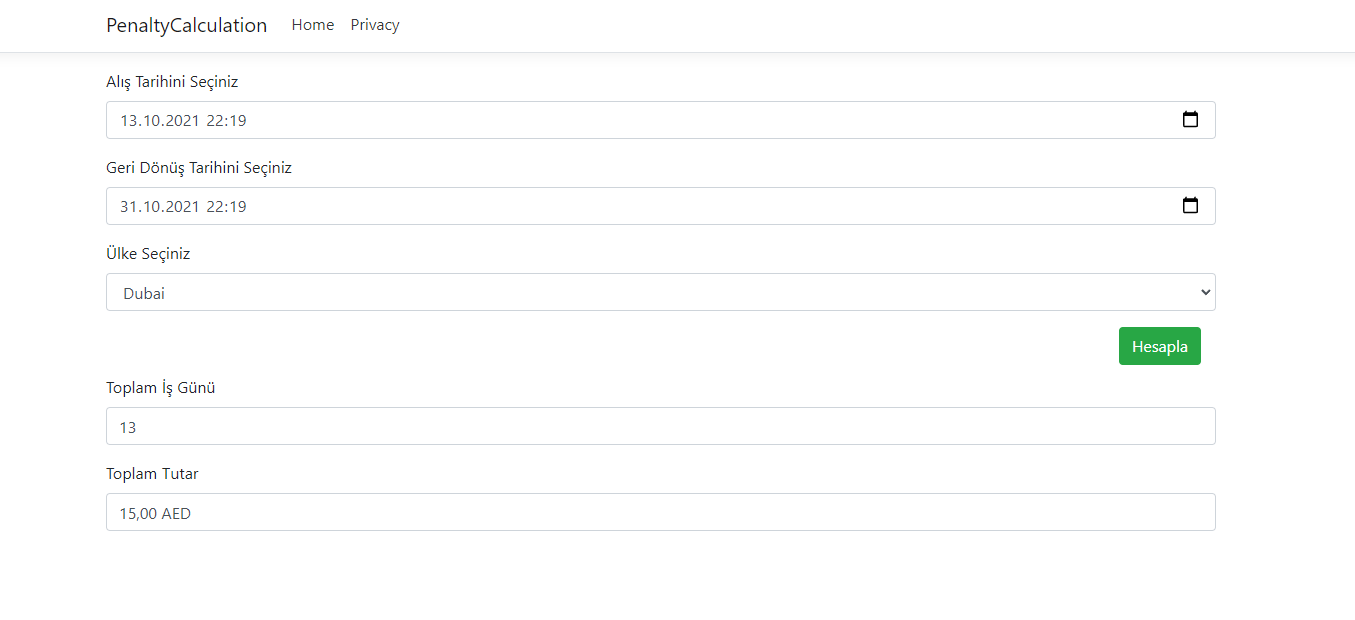 PenaltyCalculation Home Privacy
Alış Tarihini Seçiniz
13.10.2021 22:19
Geri Dönüş Tarihini Seçiniz
31.10.2021 22:19
Ülke Seçiniz
Dubai
Hesapla
Toplam İş Günü
13
Toplam Tutar
15,00 AED